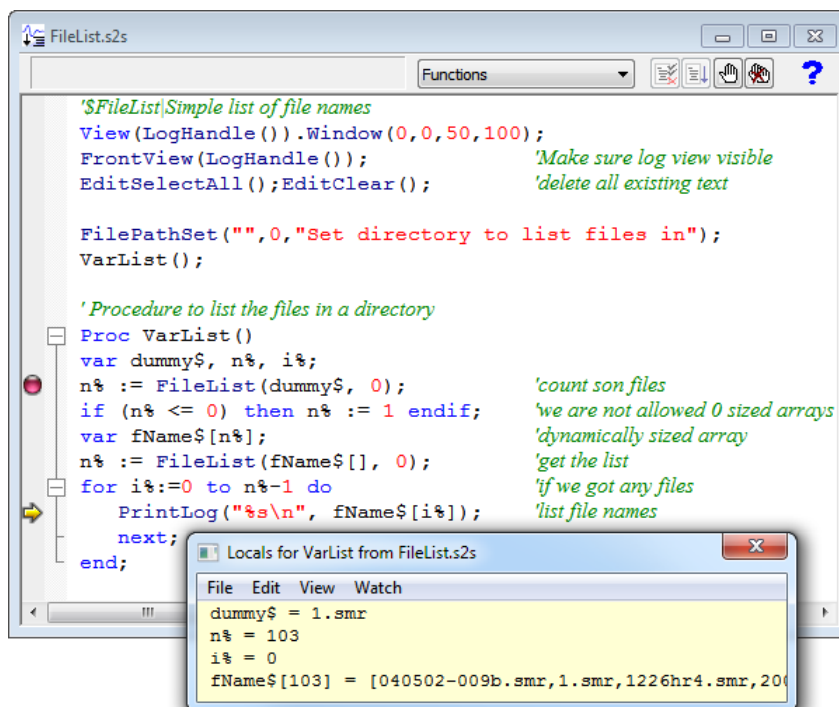 FileList.s2s
Functions
?
'$FileList|Simple list of file names
View(LogHandle()).Window(0,0,50,100);
FrontView(LogHandle()); 'Make sure log view visible
EditSelectAll();EditClear(); 'delete all existing text
FilePathSet("",0,"Set directory to list files in");
VarList();
' Procedure to list the files in a directory
Proc VarList()
var dummy$, n%, i%;
n% := FileList(dummy$, 0); 'count son files
if (n% <= 0) then n% := 1 endif; 'we are not allowed 0 sized arrays
var fName$[n%]; 'dynamically sized array
n% := FileList(fName$[], 0); 'get the list
for i%:=0 to n%-1 do 'if we got any files
PrintLog("%s\n", fName$[i%]); 'list file names
next;
end;
Locals for VarList from FileList.s2s
File Edit View Watch
dummy$ = 1.smr
n% = 103
i% = 0
fName$[103] = [040502-009b.smr,1.smr,1226hr4.smr,200